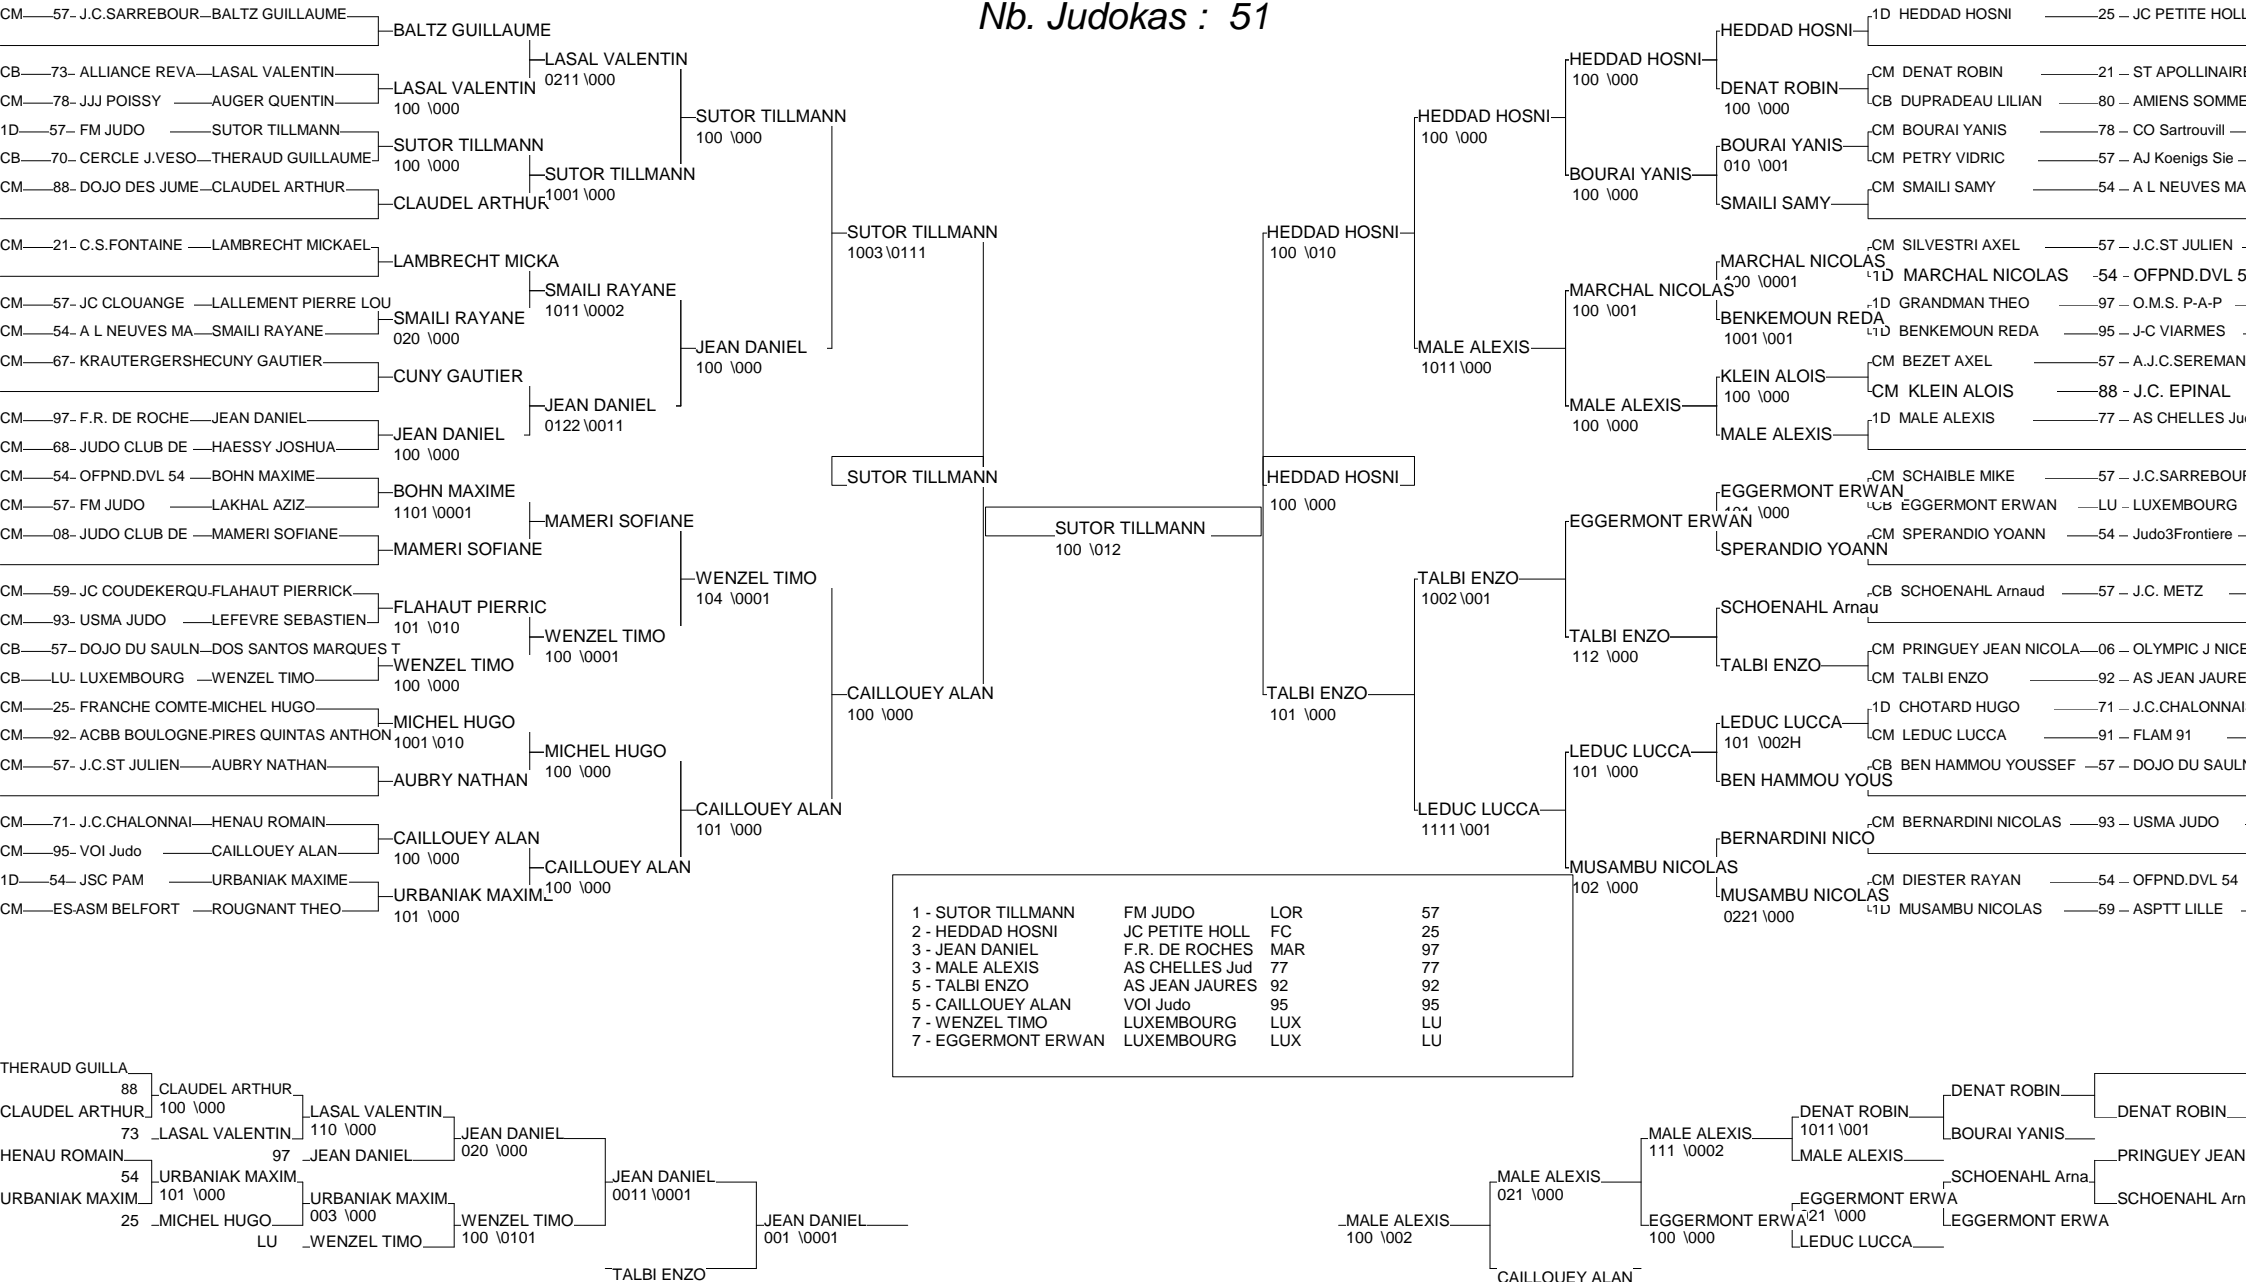 Nb. Judokas : 51
CM 57 J.C.SARREBOUR BALTZ GUILLAUME
CB 73 ALLIANCE REVA LASAL VALENTIN
CM 78 JJJ POISSY AUGER QUENTIN
1D 57 FM JUDO SUTOR TILLMANN
CB 70 CERCLE J.VESO THERAUD GUILLAUME
CM 88 DOJO DES JUME CLAUDEL ARTHUR
CM 21 C.S.FONTAINE LAMBRECHT MICKAEL
CM 57 JC CLOUANGE LALLEMENT PIERRE LOU
CM 54 A L NEUVES MA SMAILI RAYANE
CM 67 KRAUTERGERSHE CUNY GAUTIER
CM 97 F.R. DE ROCHE JEAN DANIEL
CM 68 JUDO CLUB DE HAESSY JOSHUA
CM 54 OFPND.DVL 54 BOHN MAXIME
CM 57 FM JUDO LAKHAL AZIZ
CM 08 JUDO CLUB DE MAMERI SOFIANE
CM 59 JC COUDEKERQU FLAHAUT PIERRICK
CM 93 USMA JUDO LEFEVRE SEBASTIEN
CB 57 DOJO DU SAULN DOS SANTOS MARQUES T
CB LU LUXEMBOURG WENZEL TIMO
CM 25 FRANCHE COMTE MICHEL HUGO
CM 92 ACBB BOULOGNE PIRES QUINTAS ANTHON
CM 57 J.C.ST JULIEN AUBRY NATHAN
CM 71 J.C.CHALONNAI HENAU ROMAIN
CM 95 VOI Judo CAILLOUEY ALAN
1D 54 JSC PAM URBANIAK MAXIME
CM ES ASM BELFORT ROUGNANT THEO
BALTZ GUILLAUME
LASAL VALENTIN
100 \000
SUTOR TILLMANN
100 \000
CLAUDEL ARTHUR
LAMBRECHT MICKA
SMAILI RAYANE
020 \000
CUNY GAUTIER
JEAN DANIEL
100 \000
BOHN MAXIME
1101 \0001
MAMERI SOFIANE
FLAHAUT PIERRIC
101 \010
WENZEL TIMO
100 \000
MICHEL HUGO
1001 \010
AUBRY NATHAN
CAILLOUEY ALAN
100 \000
URBANIAK MAXIM
101 \000
LASAL VALENTIN
0211 \000
SUTOR TILLMANN
1001 \000
SMAILI RAYANE
1011 \0002
JEAN DANIEL
0122 \0011
MAMERI SOFIANE
WENZEL TIMO
100 \0001
MICHEL HUGO
100 \000
CAILLOUEY ALAN
100 \000
SUTOR TILLMANN
100 \000
JEAN DANIEL
100 \000
WENZEL TIMO
104 \0001
CAILLOUEY ALAN
101 \000
SUTOR TILLMANN
1003 \0111
CAILLOUEY ALAN
100 \000
SUTOR TILLMANN
SUTOR TILLMANN
100 \012
HEDDAD HOSNI
100 \000
HEDDAD HOSNI
100 \010
TALBI ENZO
101 \000
HEDDAD HOSNI
100 \000
MALE ALEXIS
1011 \000
TALBI ENZO
1002 \001
LEDUC LUCCA
1111 \001
HEDDAD HOSNI
100 \000
BOURAI YANIS
100 \000
MARCHAL NICOLAS
100 \001
MALE ALEXIS
100 \000
EGGERMONT ERWAN
TALBI ENZO
112 \000
LEDUC LUCCA
101 \000
MUSAMBU NICOLAS
102 \000
HEDDAD HOSNI
DENAT ROBIN
100 \000
BOURAI YANIS
010 \001
SMAILI SAMY
MARCHAL NICOLAS
100 \0001
BENKEMOUN REDA
1001 \001
KLEIN ALOIS
100 \000
MALE ALEXIS
EGGERMONT ERWAN
101 \000
SPERANDIO YOANN
SCHOENAHL Arnau
TALBI ENZO
LEDUC LUCCA
101 \002H
BEN HAMMOU YOUS
BERNARDINI NICO
MUSAMBU NICOLAS
0221 \000
1D HEDDAD HOSNI 25 JC PETITE HOLL
CM DENAT ROBIN 21 ST APOLLINAIRE
CB DUPRADEAU LILIAN 80 AMIENS SOMME
CM BOURAI YANIS 78 CO Sartrouvill
CM PETRY VIDRIC 57 AJ Koenigs Sie
CM SMAILI SAMY 54 A L NEUVES MA
CM SILVESTRI AXEL 57 J.C.ST JULIEN
1D MARCHAL NICOLAS 54 OFPND.DVL 5
1D GRANDMAN THEO 97 O.M.S. P-A-P
1D BENKEMOUN REDA 95 J-C VIARMES
CM BEZET AXEL 57 A.J.C.SEREMAN
CM KLEIN ALOIS 88 J.C. EPINAL
1D MALE ALEXIS 77 AS CHELLES Ju
CM SCHAIBLE MIKE 57 J.C.SARREBOUR
CB EGGERMONT ERWAN LU LUXEMBOURG
CM SPERANDIO YOANN 54 Judo3Frontiere
CB SCHOENAHL Arnaud 57 J.C. METZ
CM PRINGUEY JEAN NICOLA 06 OLYMPIC J NICE
CM TALBI ENZO 92 AS JEAN JAURE
1D CHOTARD HUGO 71 J.C.CHALONNAI
CM LEDUC LUCCA 91 FLAM 91
CB BEN HAMMOU YOUSSEF 57 DOJO DU SAULN
CM BERNARDINI NICOLAS 93 USMA JUDO
CM DIESTER RAYAN 54 OFPND.DVL 54
1D MUSAMBU NICOLAS 59 ASPTT LILLE
1 - SUTOR TILLMANN FM JUDO LOR 57
2 - HEDDAD HOSNI JC PETITE HOLL FC 25
3 - JEAN DANIEL F.R. DE ROCHES MAR 97
3 - MALE ALEXIS AS CHELLES Jud 77 77
5 - TALBI ENZO AS JEAN JAURES 92 92
5 - CAILLOUEY ALAN VOI Judo 95 95
7 - WENZEL TIMO LUXEMBOURG LUX LU
7 - EGGERMONT ERWAN LUXEMBOURG LUX LU
THERAUD GUILLA
88
CLAUDEL ARTHUR
73
HENAU ROMAIN
54
URBANIAK MAXIM
25
CLAUDEL ARTHUR
100 \000
LASAL VALENTIN
97
URBANIAK MAXIM
101 \000
MICHEL HUGO
LU
LASAL VALENTIN
110 \000
JEAN DANIEL
URBANIAK MAXIM
003 \000
WENZEL TIMO
JEAN DANIEL
020 \000
WENZEL TIMO
100 \0101
JEAN DANIEL
0011 \0001
TALBI ENZO
JEAN DANIEL
001 \0001
MALE ALEXIS
100 \002
MALE ALEXIS
021 \000
CAILLOUEY ALAN
MALE ALEXIS
111 \0002
EGGERMONT ERWA
100 \000
DENAT ROBIN
1011 \001
MALE ALEXIS
EGGERMONT ERWA
021 \000
LEDUC LUCCA
DENAT ROBIN
BOURAI YANIS
SCHOENAHL Arna
EGGERMONT ERWA
DENAT ROBIN
PRINGUEY JEAN
SCHOENAHL Arn